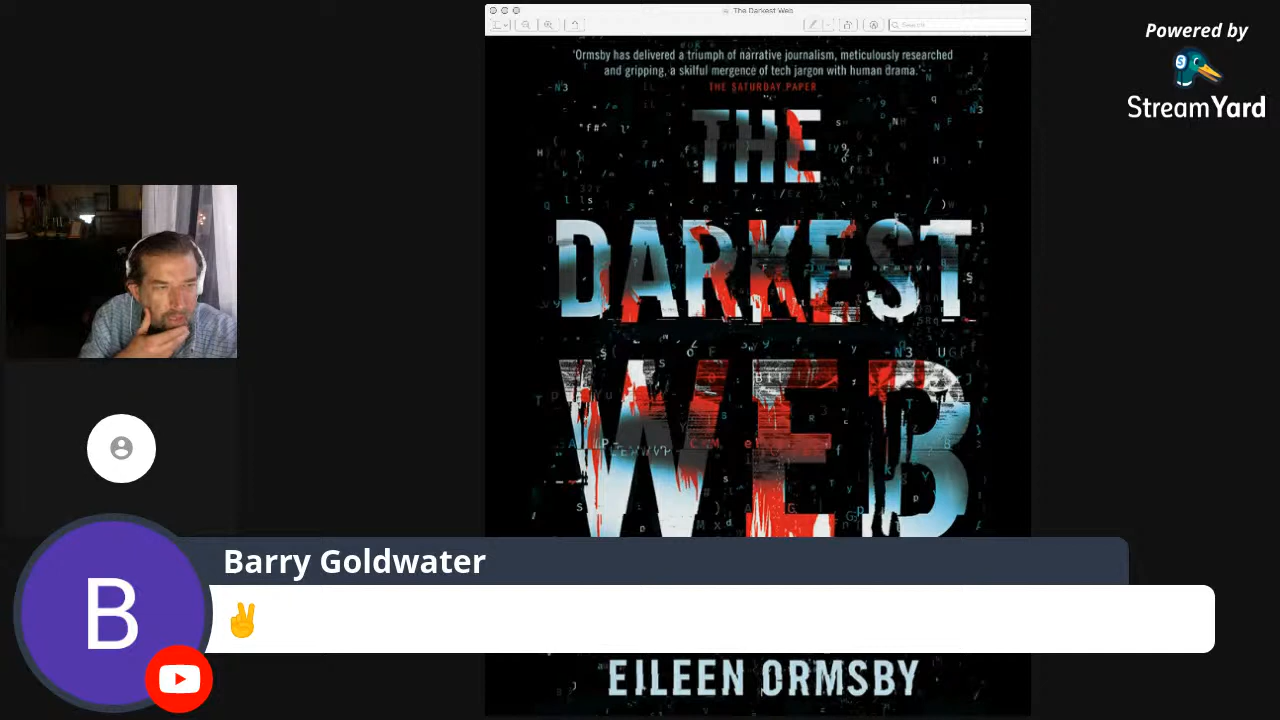 The Darkest Web
Search
Powered by
StreamYard
'Ormsby has delivered a triumph of narrative journalism, meticulously researched
and gripping, a skilful mergence of tech jargon with human drama.'
THE SATURDAY PAPER
THE
DARKEST
WEB
B
Barry Goldwater
✌️
EILEEN ORMSBY